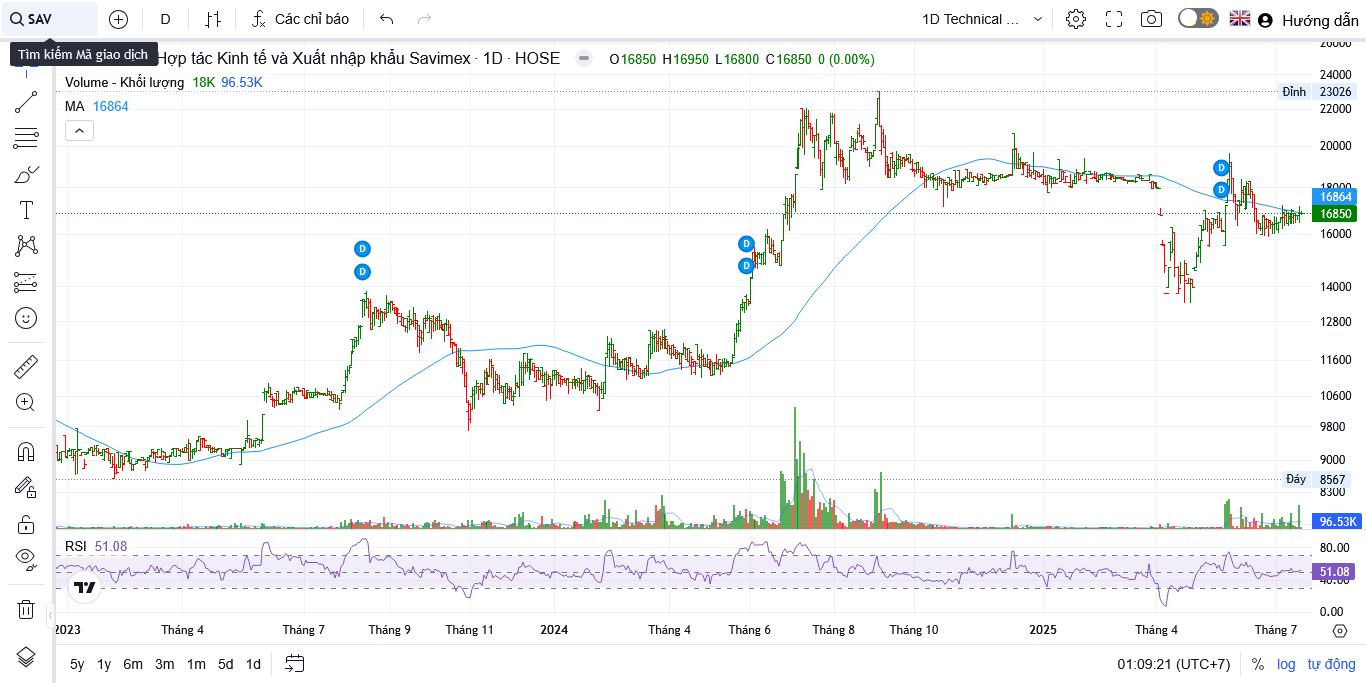 SAV D Các chỉ báo 1D Technical ... Hướng dẫn
Tìm kiếm Mã giao dịch Hợp tác Kinh tế và Xuất nhập khẩu Savimex · 1D · HOSE O16850 H16950 L16800 C16850 0 (0.00%)
Volume - Khối lượng 18K 96.53K
MA 16864
26000
24000
Đỉnh 23026
22000
20000
18000
16864
16850
16000
14000
12800
11600
10600
9800
9000
Đáy 8567
8300
96.53K
D
D
D
D
D
D
RSI 51.08
80.00
51.08
40.00
0.00
2023 Tháng 4 Tháng 7 Tháng 9 Tháng 11 2024 Tháng 4 Tháng 6 Tháng 8 Tháng 10 2025 Tháng 4 Tháng 7
5y 1y 6m 3m 1m 5d 1d 01:09:21 (UTC+7) % log tự động